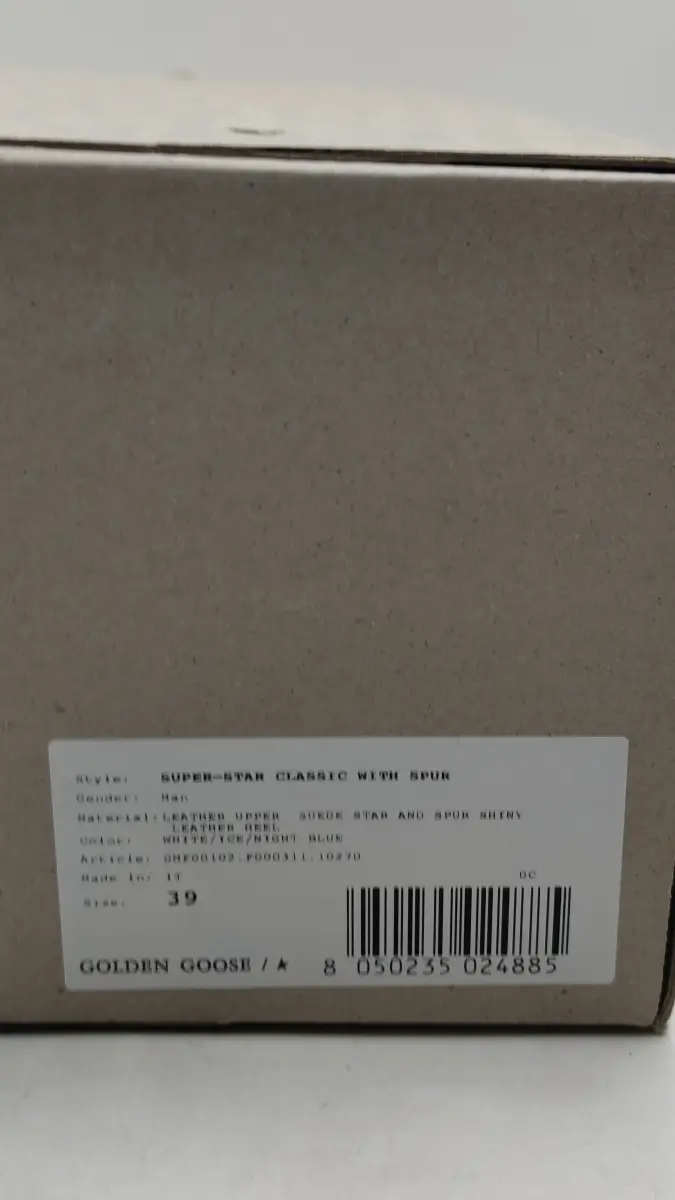 Style: SUPER-STAR CLASSIC WITH SPUR
Gender: Man
Material: LEATHER UPPER SUEDE STAR AND SPUR SHINY
LEATHER HEEL
Color: WHITE/ICE/NIGHT BLUE
Article: GMF00102.F000311.10270
Made in: IT
DC
Size: 39
GOLDEN GOOSE / ★
8 050235 024885